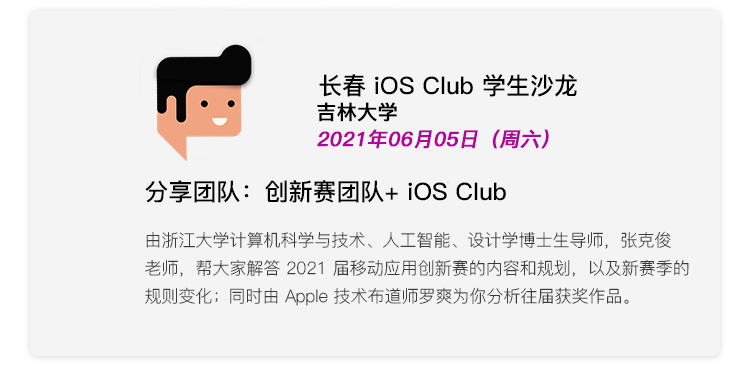 长春 iOS Club 学生沙龙
吉林大学
2021年06月05日（周六）
分享团队：创新赛团队+ iOS Club
由浙江大学计算机科学与技术、人工智能、设计学博士生导师，张克俊
老师，帮大家解答 2021 届移动应用创新赛的内容和规划，以及新赛季的
规则变化；同时由 Apple 技术布道师罗爽为你分析往届获奖作品。